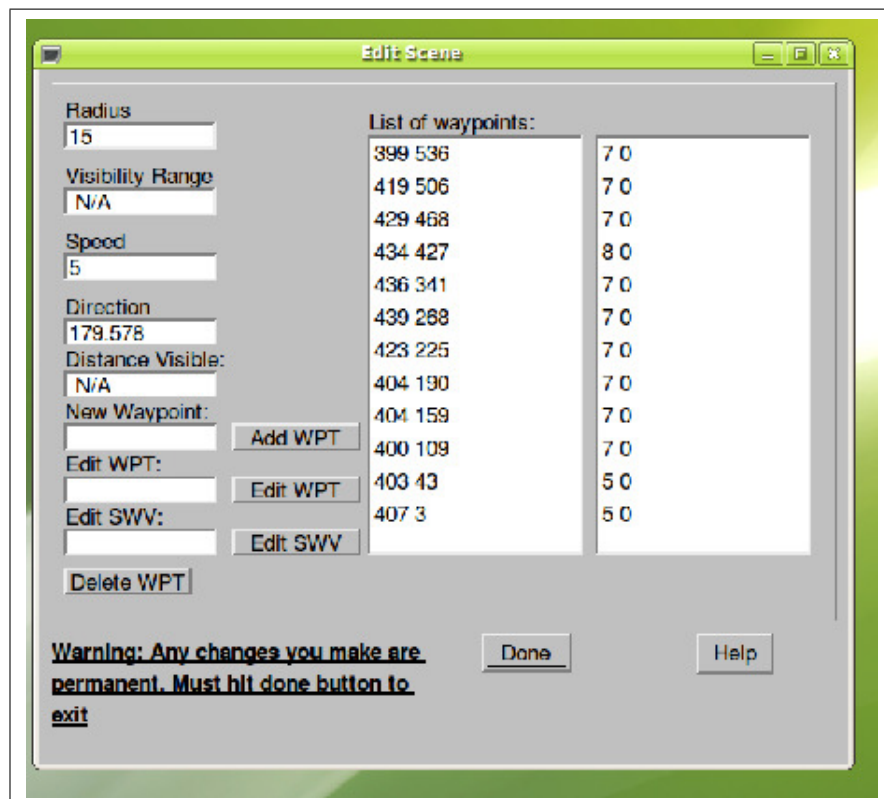 Edit Scene
Radius
15
Visibility Range
N/A
Speed
5
Direction
179.578
Distance Visible:
N/A
New Waypoint:
Add WPT
Edit WPT:
Edit WPT
Edit SWV:
Edit SWV
Delete WPT
List of waypoints:
399 536 7 0
419 506 7 0
429 468 7 0
434 427 8 0
436 341 7 0
439 268 7 0
423 225 7 0
404 190 7 0
404 159 7 0
400 109 7 0
403 43 5 0
407 3 5 0
Warning: Any changes you make are
permanent. Must hit done button to
exit
Done
Help